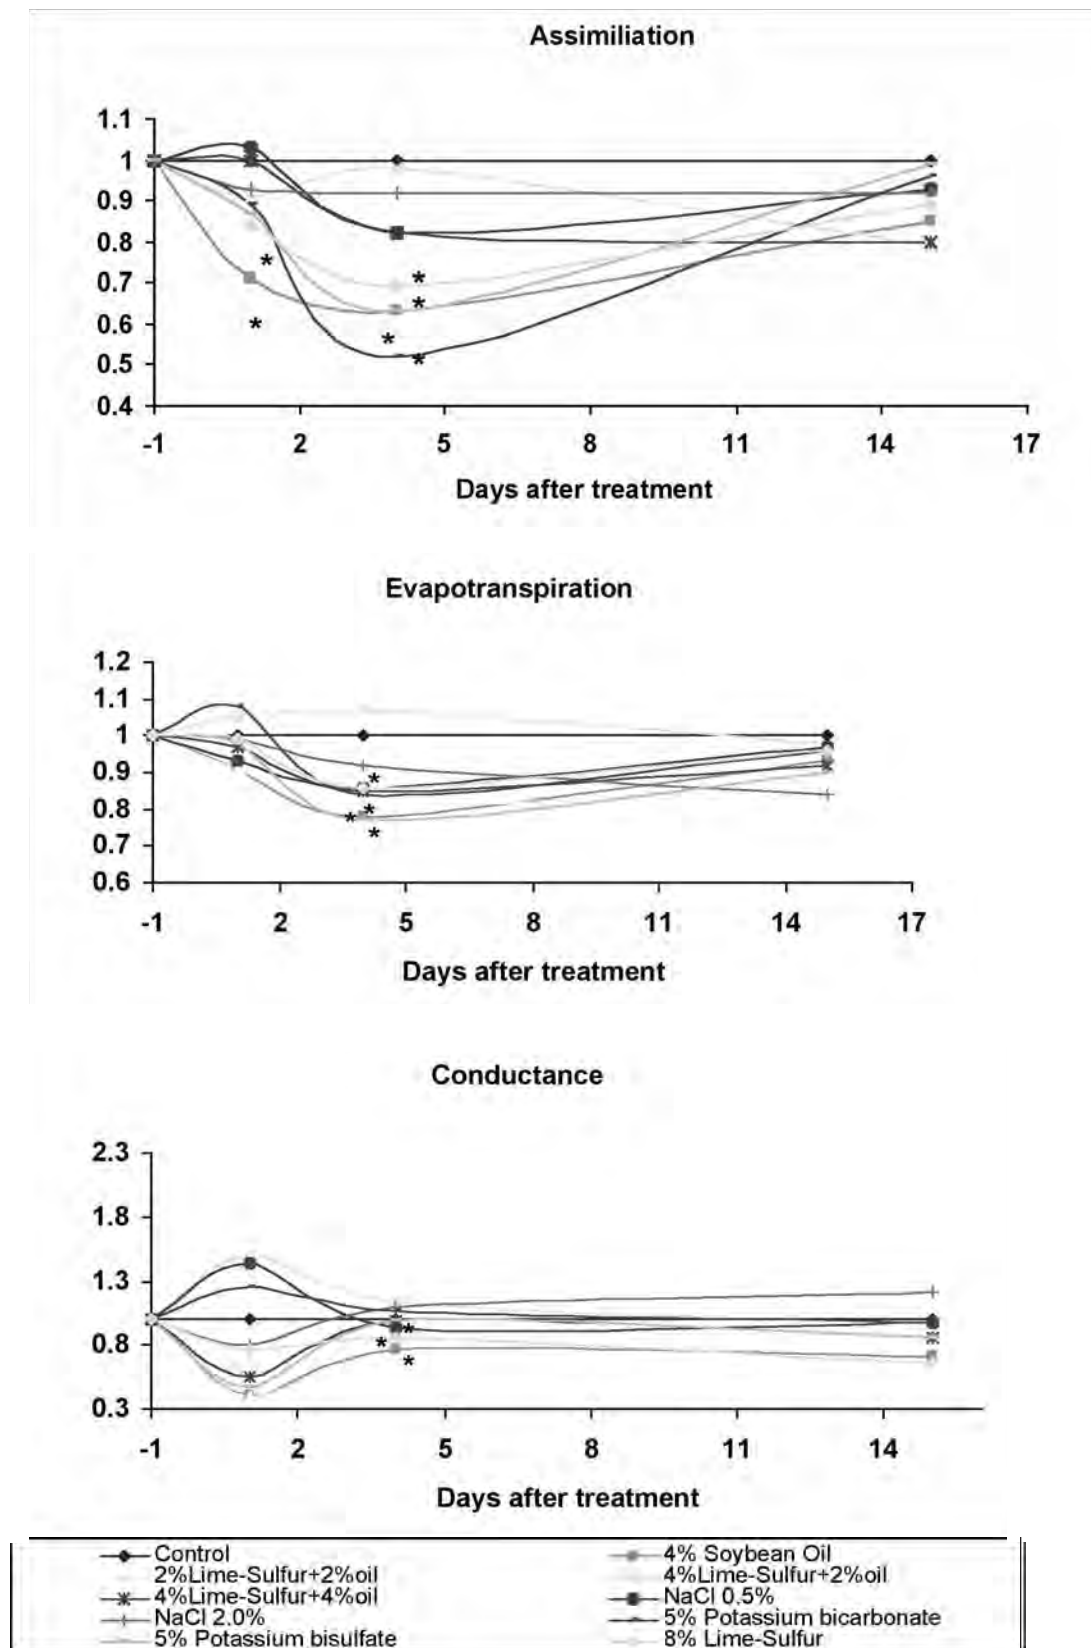 Assimiliation
1.1
1
0.9
0.8
0.7
0.6
0.5
0.4
*
*
*
*
*
*
-1 2 5 8 11 14 17
Days after treatment
Evapotranspiration
1.2
1.1
1
0.9
0.8
0.7
0.6
*
*
*
*
-1 2 5 8 11 14 17
Days after treatment
Conductance
2.3
1.8
1.3
0.8
0.3
*
*
*
-1 2 5 8 11 14
Days after treatment
Control 4% Soybean Oil
2%Lime-Sulfur+2%oil 4%Lime-Sulfur+2%oil
4%Lime-Sulfur+4%oil NaCl 0.5%
NaCl 2.0% 5% Potassium bicarbonate
5% Potassium bisulfate 8% Lime-Sulfur